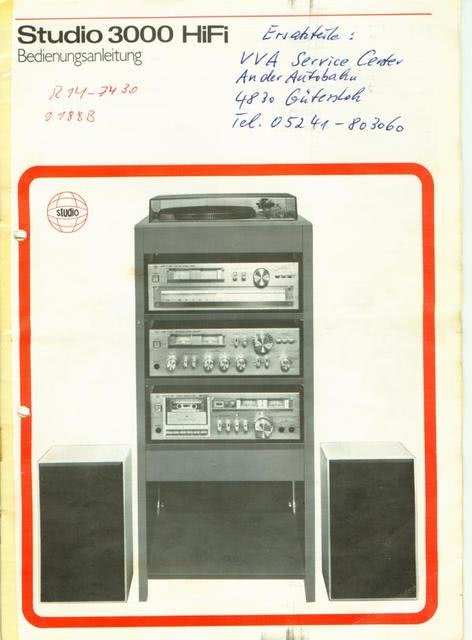 Studio 3000 HiFi
Bedienungsanleitung
R 14-7430
0188B
Ersatzteile:
VVA Service Center
An der Autobahn
4830 Gütersloh
Tel. 05241-803060
studio